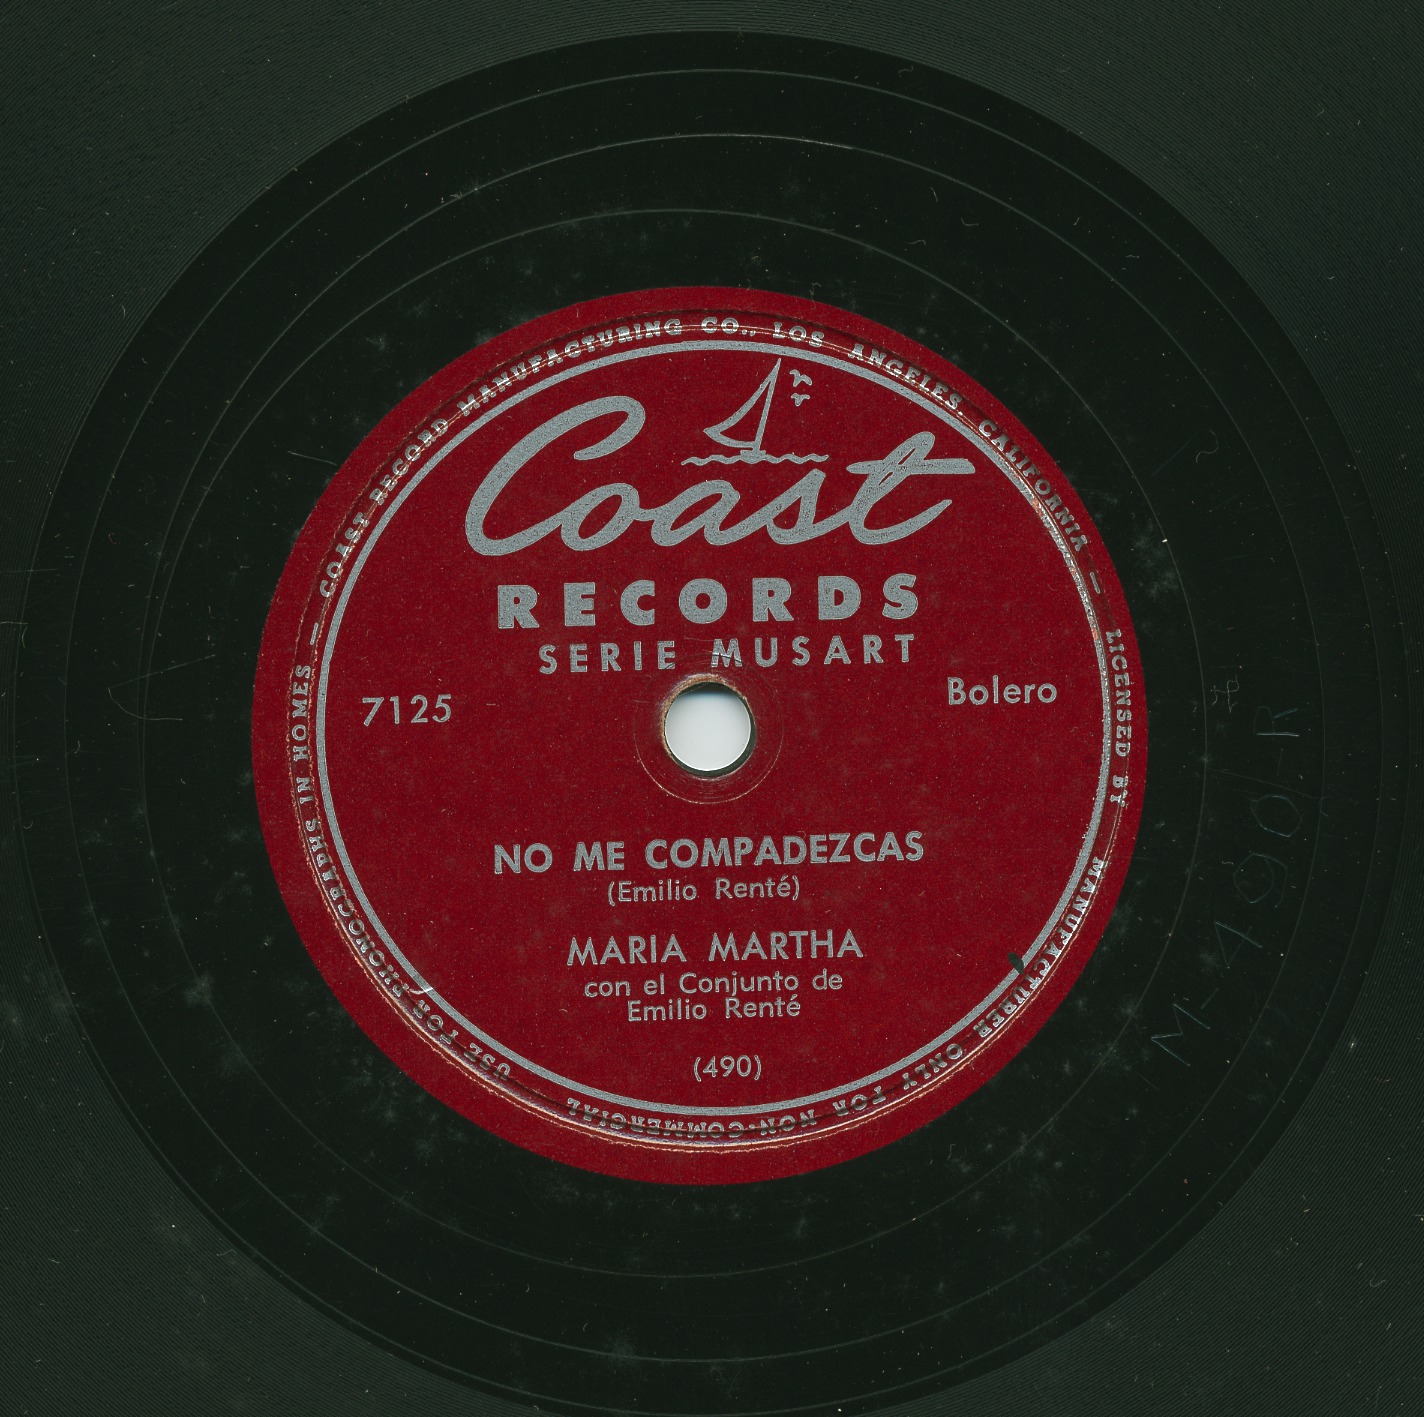 COAST RECORD MANUFACTURING CO., LOS ANGELES, CALIFORNIA — LICENSED BY MANUFACTURER ONLY FOR NON-COMMERCIAL USE FOR PHONOGRAPHS IN HOMES —
Coast
RECORDS
SERIE MUSART
7125
Bolero
NO ME COMPADEZCAS
(Emilio Renté)
MARIA MARTHA
con el Conjunto de
Emilio Renté
(490)
M-490-R